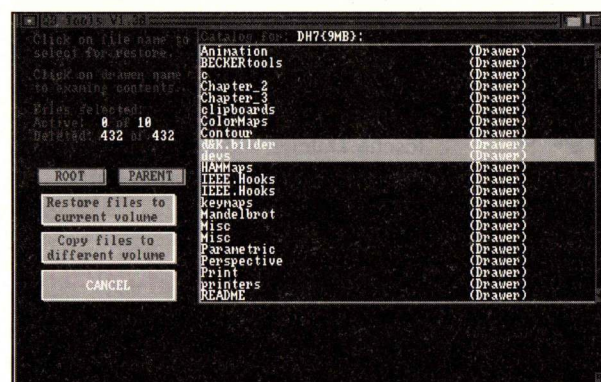 Tools V1.3
Click on file name to
select for restore.
Click on drawer name
to examine contents.
Files selected:
Active: 0 of 10
Deleted: 432 of 432
ROOT PARENT
Restore files to
current volume
Copy files to
different volume
CANCEL
Catalog for: DH7{9MB}:
Animation (Drawer)
BECKERtools (Drawer)
c (Drawer)
Chapter_2 (Drawer)
Chapter_3 (Drawer)
clipboards (Drawer)
ColorMaps (Drawer)
Contour (Drawer)
d&K.bilder (Drawer)
devs (Drawer)
HAMMaps (Drawer)
IEEE.Hooks (Drawer)
IEEE.Hooks (Drawer)
keymaps (Drawer)
Mandelbrot (Drawer)
Misc (Drawer)
Misc (Drawer)
Parametric (Drawer)
Perspective (Drawer)
Print (Drawer)
printers (Drawer)
README (Drawer)